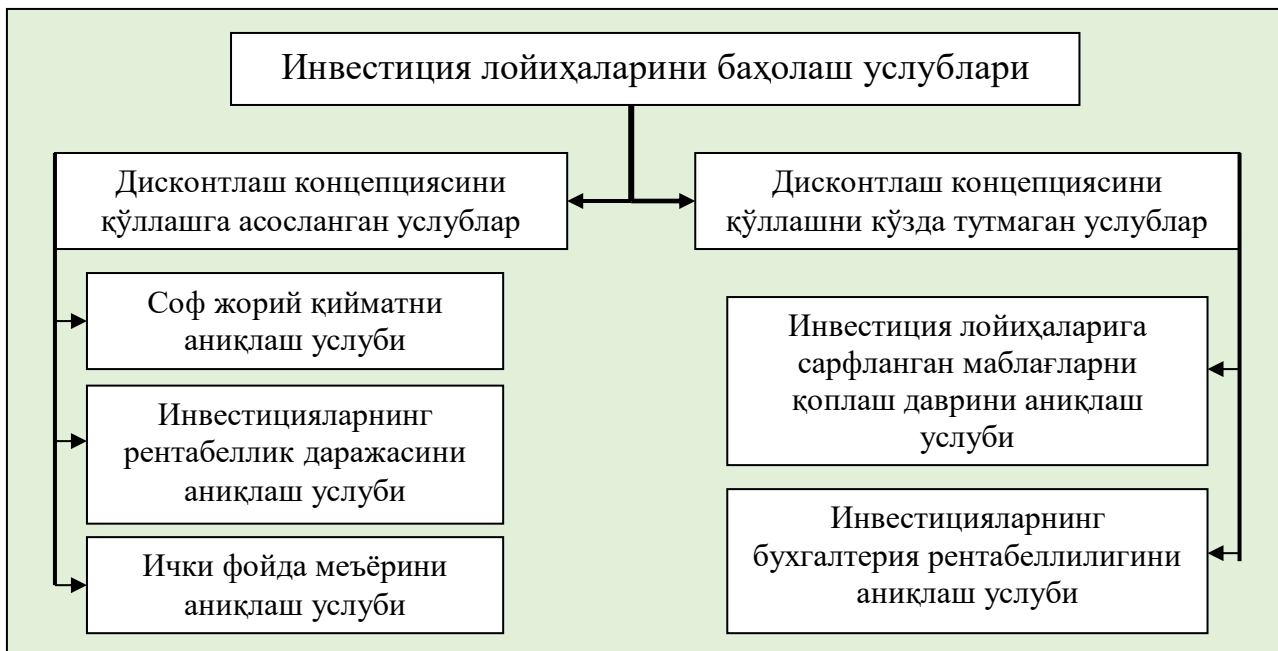 Инвестиция лойиҳаларини баҳолаш услублари
Дисконтлаш концепциясини
қўллашга асосланган услублар
Соф жорий қийматни
аниқлаш услуби
Инвестицияларнинг
рентабеллик даражасини
аниқлаш услуби
Ички фойда меъёрини
аниқлаш услуби
Дисконтлаш концепциясини
қўллашни кўзда тутмаган услублар
Инвестиция лойиҳаларига
сарфланган маблағларни
қоплаш даврини аниқлаш
услуби
Инвестицияларнинг
бухгалтерия рентабеллилигини
аниқлаш услуби